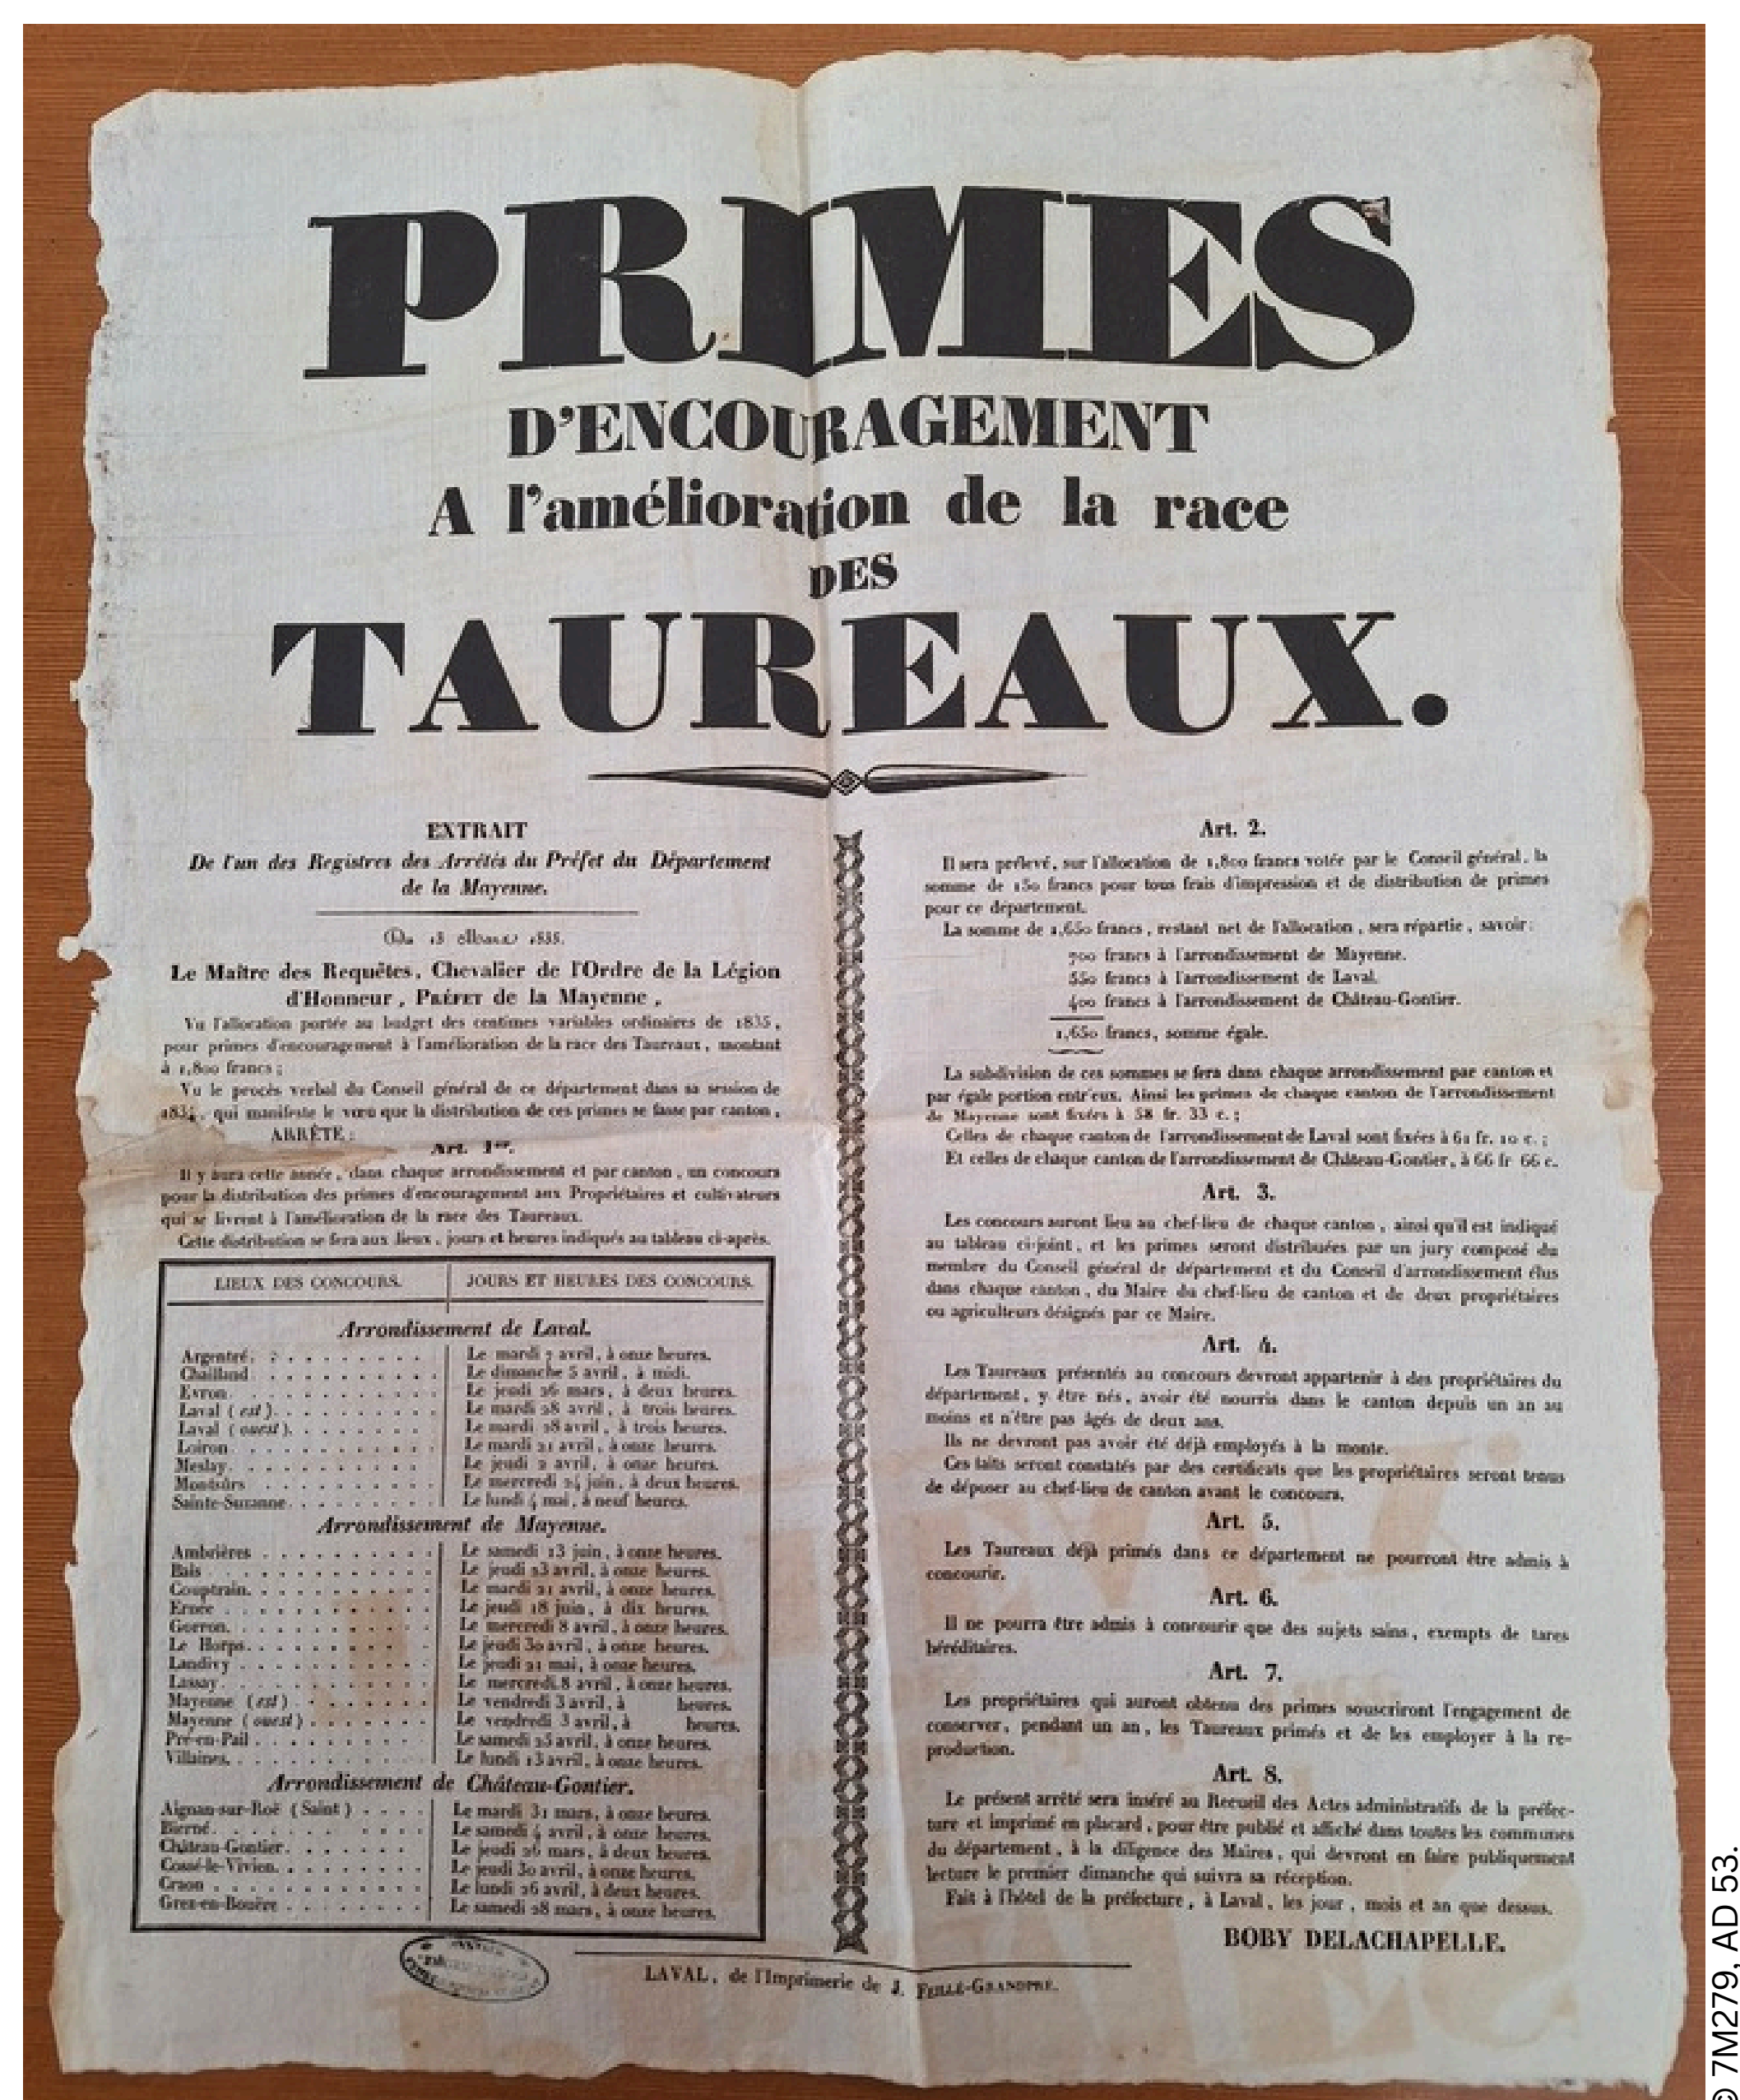 PRIMES
D'ENCOURAGEMENT
A l'amélioration de la race
DES
TAUREAUX.
EXTRAIT
De l'un des Registres des Arrêtés du Préfet du Département
de la Mayenne.
Du 13 Mars 1835.
Le Maître des Requêtes, Chevalier de l'Ordre de la Légion
d'Honneur, PRÉFET de la Mayenne,
Vu l'allocation portée au budget des centimes variables ordinaires de 1835,
pour primes d'encouragement à l'amélioration de la race des Taureaux, montant
à 1,800 francs;
Vu le procès verbal du Conseil général de ce département dans sa session de
1834, qui manifeste le vœu que la distribution de ces primes se fasse par canton,
ARRÊTE:
Art. 1er.
Il y aura cette année, dans chaque arrondissement et par canton, un concours
pour la distribution des primes d'encouragement aux Propriétaires et cultivateurs
qui se livrent à l'amélioration de la race des Taureaux.
Cette distribution se fera aux lieux, jours et heures indiqués au tableau ci-après.
LIEUX DES CONCOURS. JOURS ET HEURES DES CONCOURS.
Arrondissement de Laval.
Argentré. Le mardi 7 avril, à onze heures.
Chailland Le dimanche 5 avril, à midi.
Evron. Le jeudi 26 mars, à deux heures.
Laval (est). Le mardi 28 avril, à trois heures.
Laval (ouest). Le mardi 28 avril, à trois heures.
Loiron. Le mardi 21 avril, à onze heures.
Meslay. Le jeudi 2 avril, à onze heures.
Montsûrs Le mercredi 24 juin, à deux heures.
Sainte-Suzanne. Le lundi 4 mai, à neuf heures.
Arrondissement de Mayenne.
Ambrières Le samedi 13 juin, à onze heures.
Bais Le jeudi 23 avril, à onze heures.
Couptrain. Le mardi 21 avril, à onze heures.
Ernée Le jeudi 18 juin, à dix heures.
Gorron. Le mercredi 8 avril, à onze heures.
Le Horps. Le jeudi 30 avril, à onze heures.
Landivy Le jeudi 21 mai, à onze heures.
Lassay. Le mercredi 8 avril, à onze heures.
Mayenne (est) Le vendredi 3 avril, à heures.
Mayenne (ouest) Le vendredi 3 avril, à heures.
Pré-en-Pail Le samedi 25 avril, à onze heures.
Villaines. Le lundi 13 avril, à onze heures.
Arrondissement de Château-Gontier.
Aignan-sur-Roë (Saint) Le mardi 31 mars, à onze heures.
Bierné. Le samedi 4 avril, à onze heures.
Château-Gontier. Le jeudi 26 mars, à deux heures.
Cossé-le-Vivien. Le jeudi 30 avril, à onze heures.
Craon Le lundi 26 avril, à deux heures.
Grez-en-Bouère Le samedi 28 mars, à onze heures.
Art. 2.
Il sera prélevé, sur l'allocation de 1,800 francs votée par le Conseil général, la
somme de 150 francs pour tous frais d'impression et de distribution de primes
pour ce département.
La somme de 1,650 francs, restant net de l'allocation, sera répartie, savoir:
700 francs à l'arrondissement de Mayenne.
550 francs à l'arrondissement de Laval.
400 francs à l'arrondissement de Château-Gontier.
1,650 francs, somme égale.
La subdivision de ces sommes se fera dans chaque arrondissement par canton et
par égale portion entr'eux. Ainsi les primes de chaque canton de l'arrondissement
de Mayenne sont fixées à 58 fr. 33 c.;
Celles de chaque canton de l'arrondissement de Laval sont fixées à 61 fr. 10 c.;
Et celles de chaque canton de l'arrondissement de Château-Gontier, à 66 fr 66 c.
Art. 3.
Les concours auront lieu au chef-lieu de chaque canton, ainsi qu'il est indiqué
au tableau ci-joint, et les primes seront distribuées par un jury composé du
membre du Conseil général de département et du Conseil d'arrondissement élus
dans chaque canton, du Maire du chef-lieu de canton et de deux propriétaires
ou agriculteurs désignés par ce Maire.
Art. 4.
Les Taureaux présentés au concours devront appartenir à des propriétaires du
département, y être nés, avoir été nourris dans le canton depuis un an au
moins et n'être pas âgés de deux ans.
Ils ne devront pas avoir été déjà employés à la monte.
Ces faits seront constatés par des certificats que les propriétaires seront tenus
de déposer au chef-lieu de canton avant le concours.
Art. 5.
Les Taureaux déjà primés dans ce département ne pourront être admis à
concourir.
Art. 6.
Il ne pourra être admis à concourir que des sujets sains, exempts de tares
héréditaires.
Art. 7.
Les propriétaires qui auront obtenu des primes souscriront l'engagement de
conserver, pendant un an, les Taureaux primés et de les employer à la re-
production.
Art. 8.
Le présent arrêté sera inséré au Recueil des Actes administratifs de la préfec-
ture et imprimé en placard, pour être publié et affiché dans toutes les communes
du département, à la diligence des Maires, qui devront en faire publiquement
lecture le premier dimanche qui suivra sa réception.
Fait à l'hôtel de la préfecture, à Laval, les jour, mois et an que dessus.
BOBY DELACHAPELLE.
LAVAL, de l'Imprimerie de J. FEILLÉ-GRANDPRÉ.
© 7M279, AD 53.